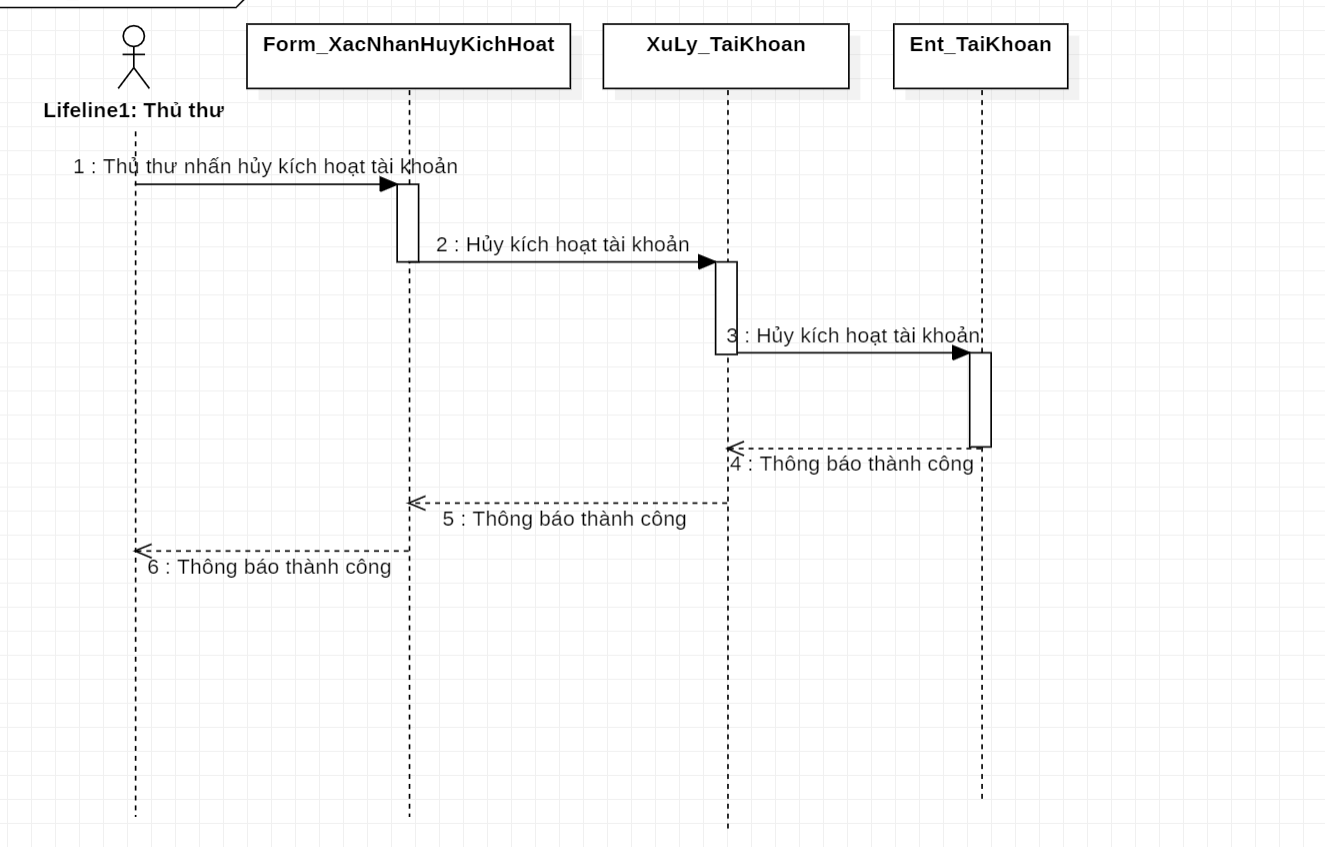 Form_XacNhanHuyKichHoat
XuLy_TaiKhoan
Ent_TaiKhoan
Lifeline1: Thủ thư
1 : Thủ thư nhấn hủy kích hoạt tài khoản
2 : Hủy kích hoạt tài khoản
3 : Hủy kích hoạt tài khoản
4 : Thông báo thành công
5 : Thông báo thành công
6 : Thông báo thành công